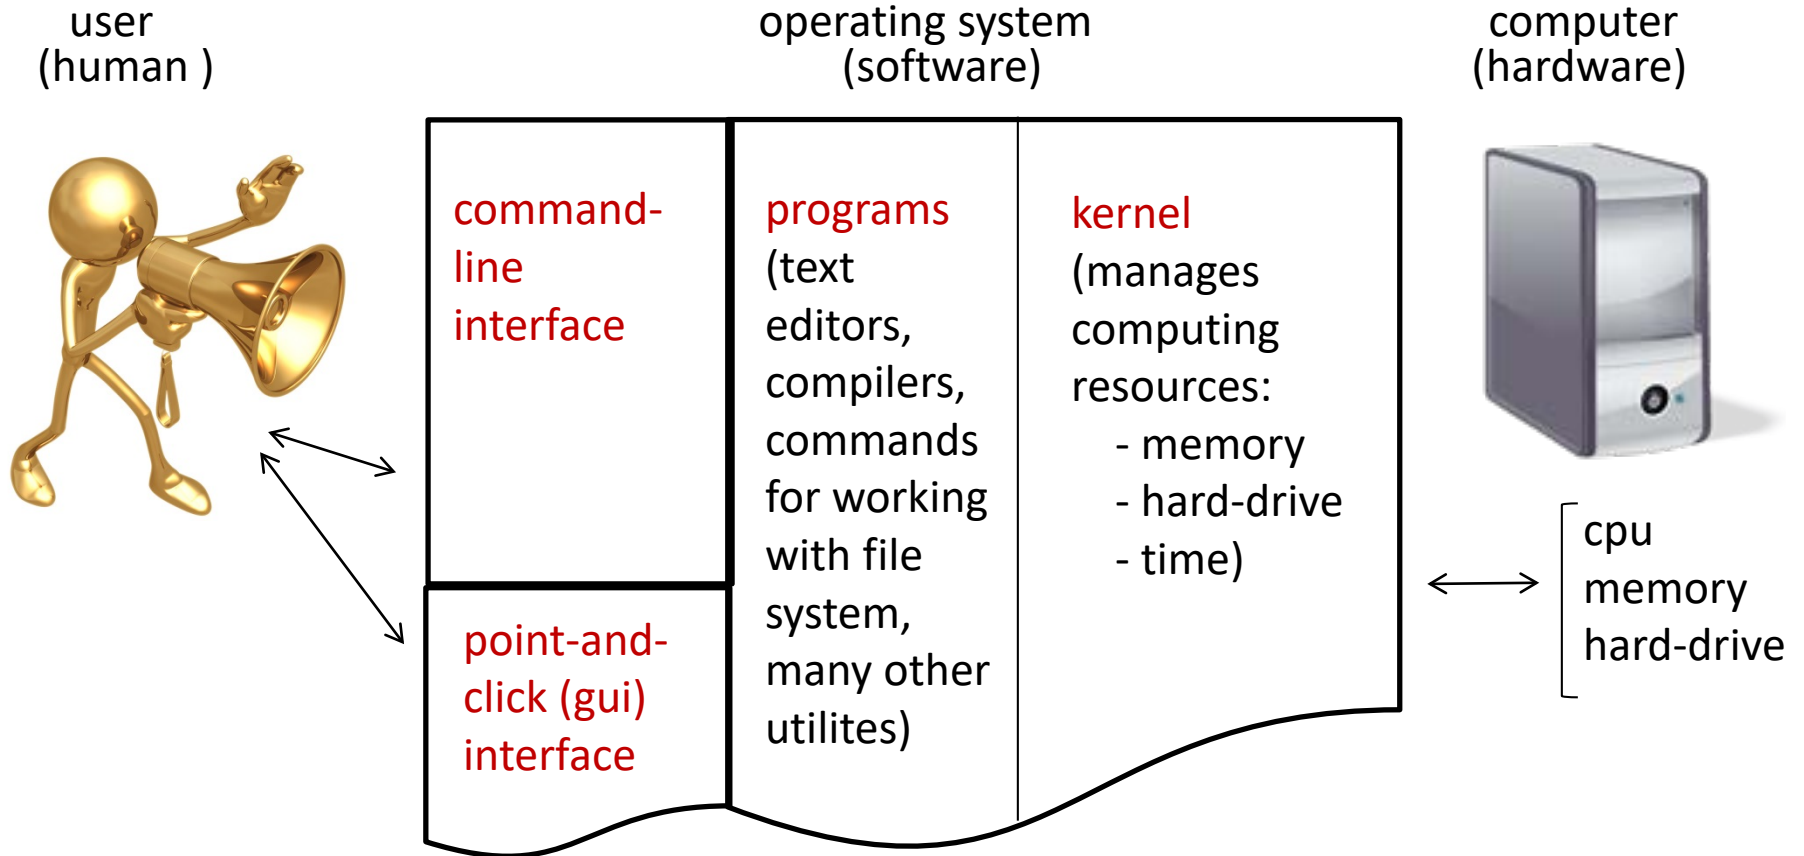 user
(human )
operating system
(software)
computer
(hardware)
command-
line
interface
point-and-
click (gui)
interface
programs
(text
editors,
compilers,
commands
for working
with file
system,
many other
utilites)
kernel
(manages
computing
resources:
- memory
- hard-drive
- time)
cpu
memory
hard-drive